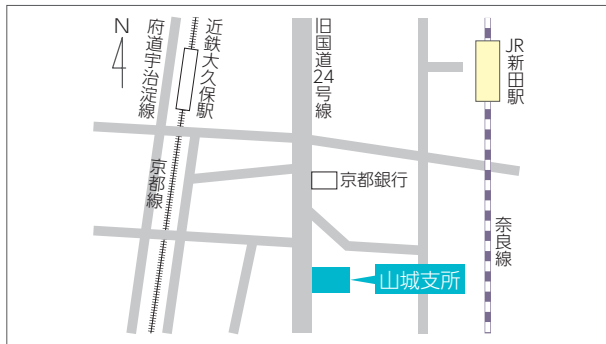 N
府道宇治淀線
近鉄大久保駅
旧国道24号線
JR新田駅
京都銀行
京都線
奈良線
山城支所